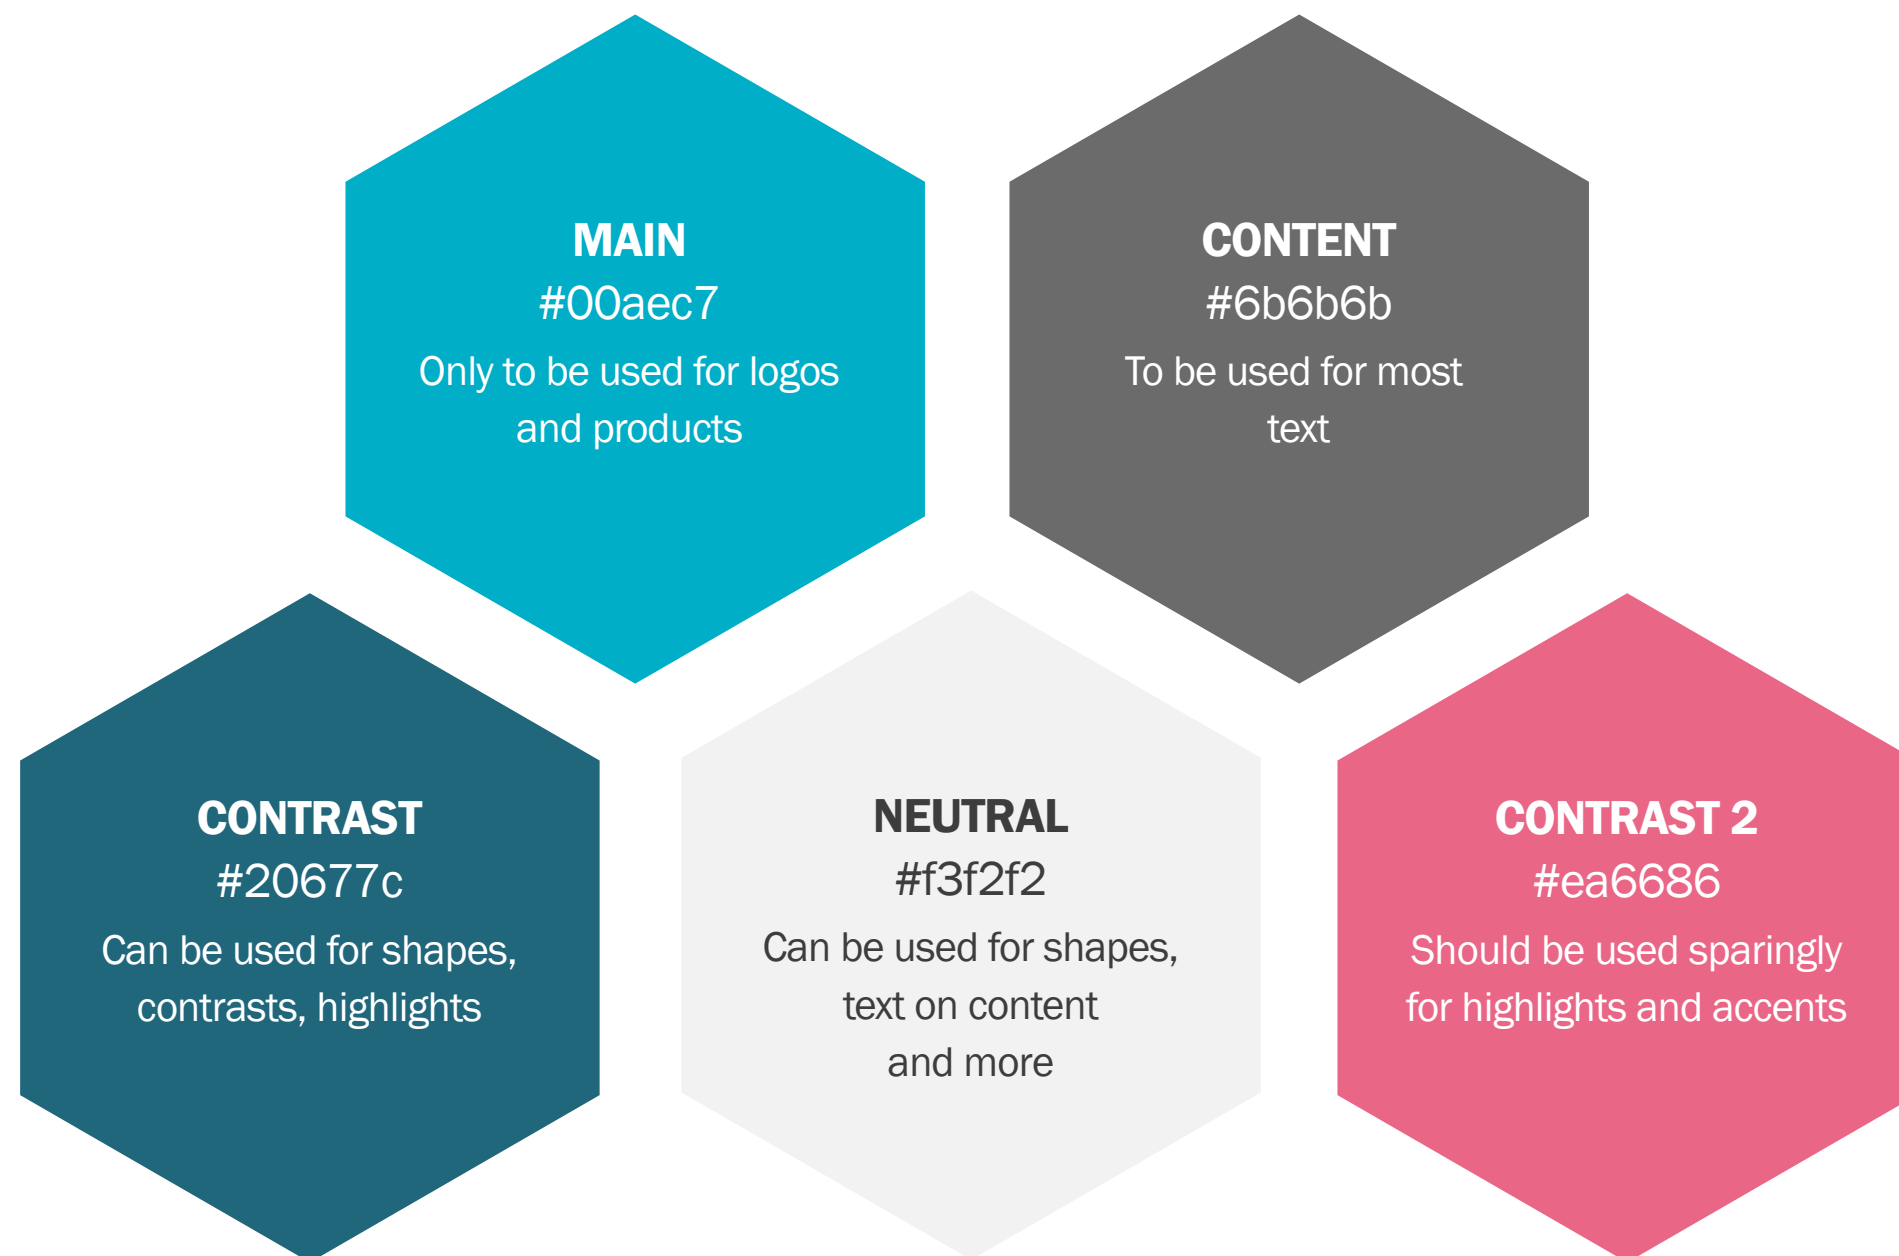 MAIN
#00aec7
Only to be used for logos
and products
CONTENT
#6b6b6b
To be used for most
text
CONTRAST
#20677c
Can be used for shapes,
contrasts, highlights
NEUTRAL
#f3f2f2
Can be used for shapes,
text on content
and more
CONTRAST 2
#ea6686
Should be used sparingly
for highlights and accents